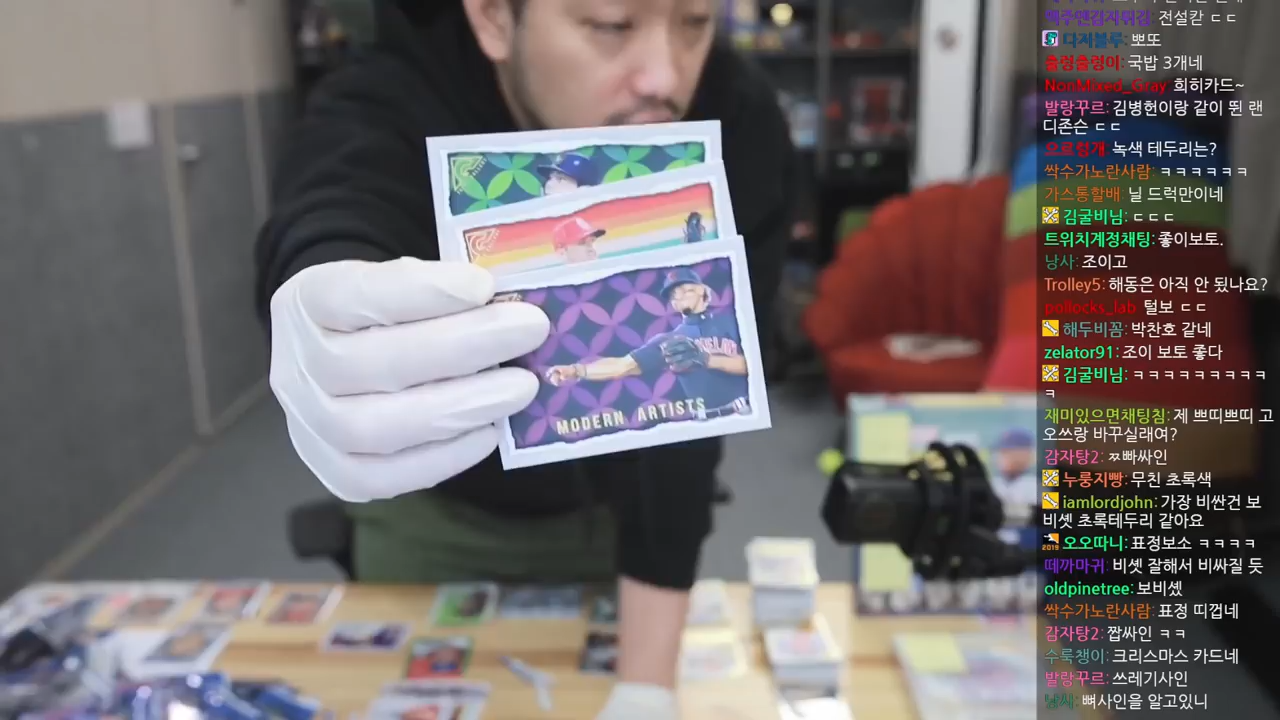 MODERN ARTISTS
전설칻 ㄷㄷ
다저블루: 뽀또
출렁출렁이: 국밥 3개네
NonMixed_Gray: 희히카드~
발랑꾸르: 김병헌이랑 같이 뛴 랜
디존슨 ㄷㄷ
녹색 테두리는?
싹수가노란사람: ㅋㅋㅋㅋㅋㅋ
가스통할배: 닐 드럭만이네
김굴비님: ㄷㄷㄷ
트위치계정채팅: 좋이보토.
낭사: 조이고
Trolley5: 해동은 아직 안 됬나요?
pollocks_lab: 털보 ㄷㄷ
해두비꼼: 박찬호 같네
zelator91: 조이 보토 좋다
김굴비님: ㅋㅋㅋㅋㅋㅋㅋㅋㅋ
ㅋ
재미있으면채팅침: 제 쁘띠쁘띠 고
오쓰랑 바꾸실래여?
감자탕2: ㅉ빠싸인
누룽지빵: 무친 초록색
iamlordjohn: 가장 비싼건 보
비셋 초록테두리 같아요
오오따니: 표정보소 ㅋㅋㅋㅋ
떼까마귀: 비셋 잘해서 비싸질 듯
oldpinetree: 보비셨
싹수가노란사람: 표정 띠껍네
감자탕2: 짭싸인 ㅋㅋ
수룩챙이: 크리스마스 카드네
발랑꾸르: 쓰레기사인
낭사: 뼈사인을 알고있니